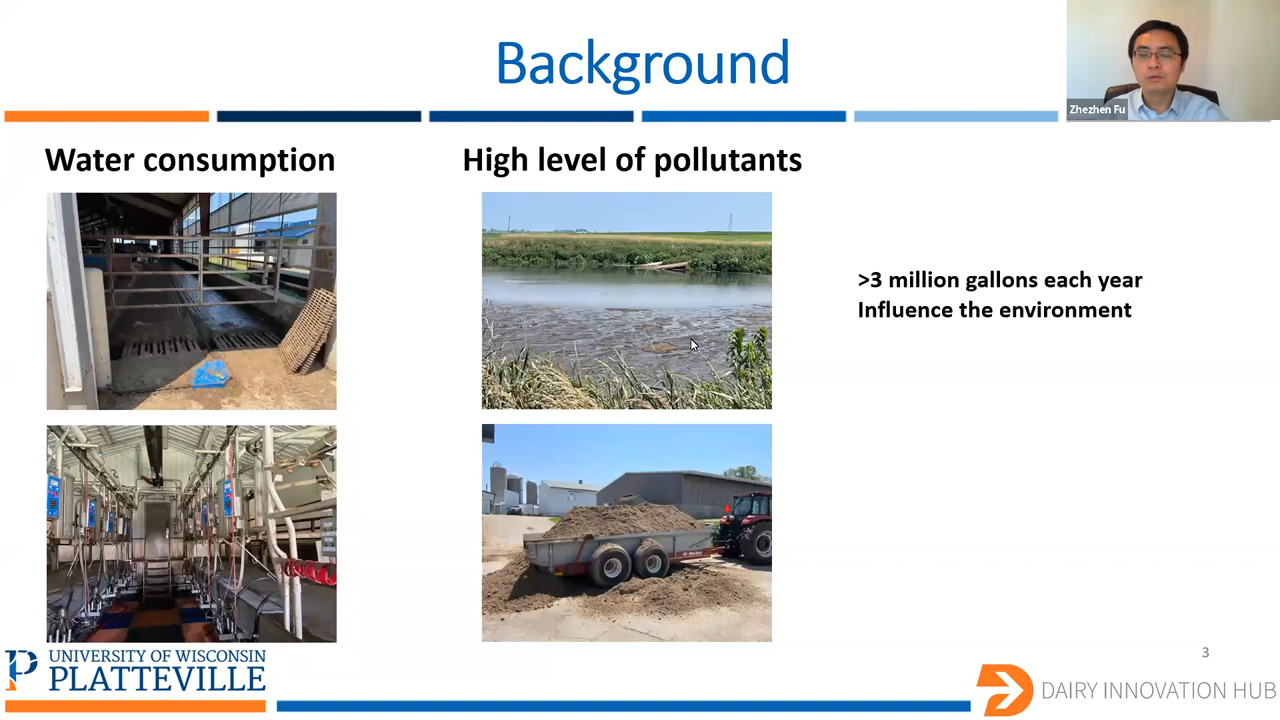 Background
Zhezhen Fu
Water consumption
High level of pollutants
>3 million gallons each year
Influence the environment
3
UNIVERSITY OF WISCONSIN
PLATTEVILLE
DAIRY INNOVATION HUB